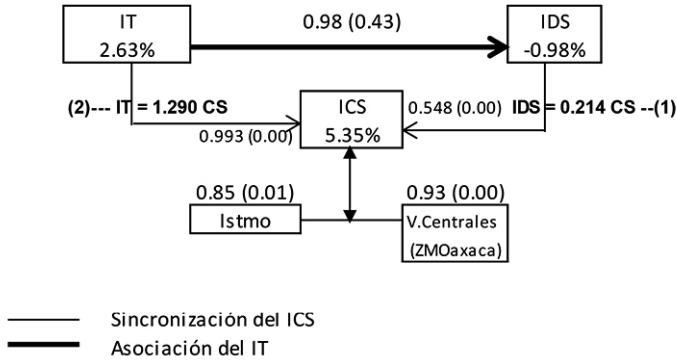 0.98 (0.43)
IT
2.63%
IDS
-0.98%
(2)--- IT = 1.290 CS
ICS
5.35%
0.548 (0.00)
IDS = 0.214 CS --(1)
0.993 (0.00)
0.85 (0.01)
0.93 (0.00)
Istmo
V.Centrales
(ZMOaxaca)
Sincronización del ICS
Asociación del IT